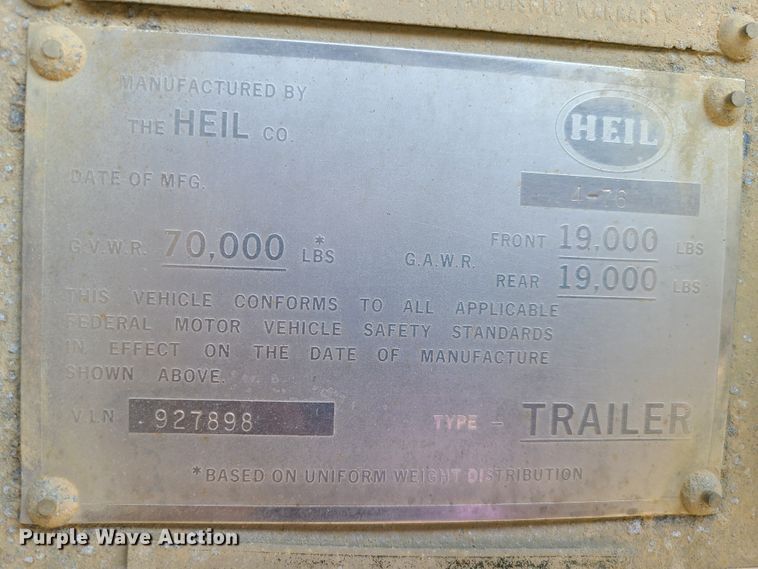 PUBLISHED WARRANTY
MANUFACTURED BY
THE HEIL CO.
HEIL
DATE OF MFG.
4-76
G.V.W.R. 70,000 * LBS
G.A.W.R.
FRONT 19,000 LBS
REAR 19,000 LBS
THIS VEHICLE CONFORMS TO ALL APPLICABLE
FEDERAL MOTOR VEHICLE SAFETY STANDARDS
IN EFFECT ON THE DATE OF MANUFACTURE
SHOWN ABOVE.
V I.N 927898
TYPE - TRAILER
*BASED ON UNIFORM WEIGHT DISTRIBUTION
Purple Wave Auction®